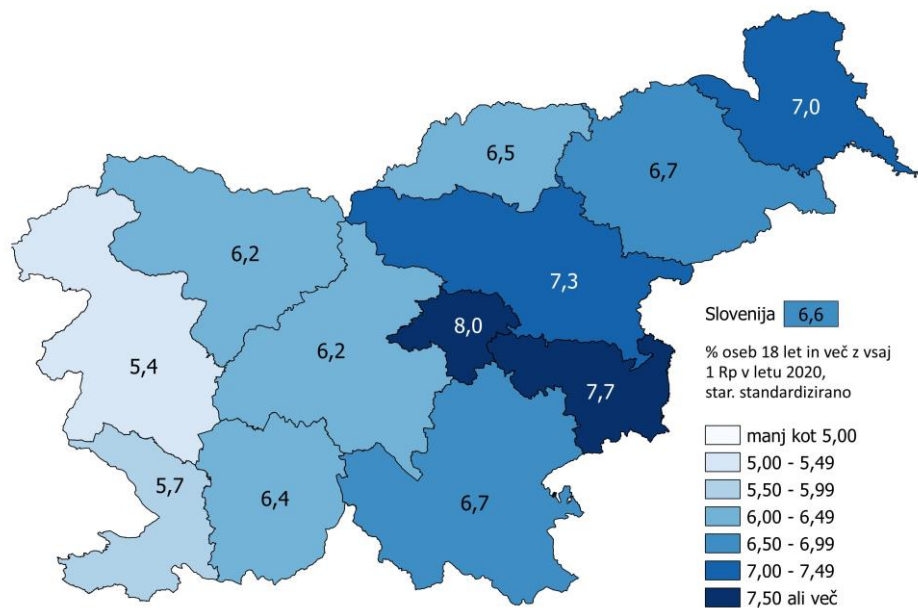 7,0
6,5
6,7
6,2
7,3
8,0
6,2
5,4
7,7
5,7
6,4
6,7
Slovenija 6,6
% oseb 18 let in več z vsaj
1 Rp v letu 2020,
star. standardizirano
manj kot 5,00
5,00 - 5,49
5,50 - 5,99
6,00 - 6,49
6,50 - 6,99
7,00 - 7,49
7,50 ali več